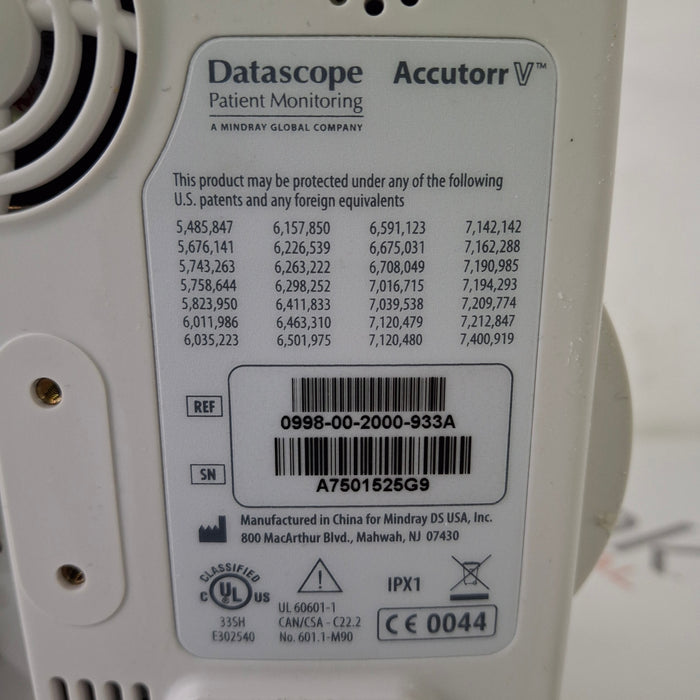 Datascope
Patient Monitoring
A MINDRAY GLOBAL COMPANY
Accutorr V™
This product may be protected under any of the following
U.S. patents and any foreign equivalents
5,485,847 6,157,850 6,591,123 7,142,142
5,676,141 6,226,539 6,675,031 7,162,288
5,743,263 6,263,222 6,708,049 7,190,985
5,758,644 6,298,252 7,016,715 7,194,293
5,823,950 6,411,833 7,039,538 7,209,774
6,011,986 6,463,310 7,120,479 7,212,847
6,035,223 6,501,975 7,120,480 7,400,919
REF
0998-00-2000-933A
SN
A7501525G9
Manufactured in China for Mindray DS USA, Inc.
800 MacArthur Blvd., Mahwah, NJ 07430
CLASSIFIED
C UL US
33SH
E302540
UL 60601-1
CAN/CSA - C22.2
No. 601.1-M90
IPX1
CE 0044